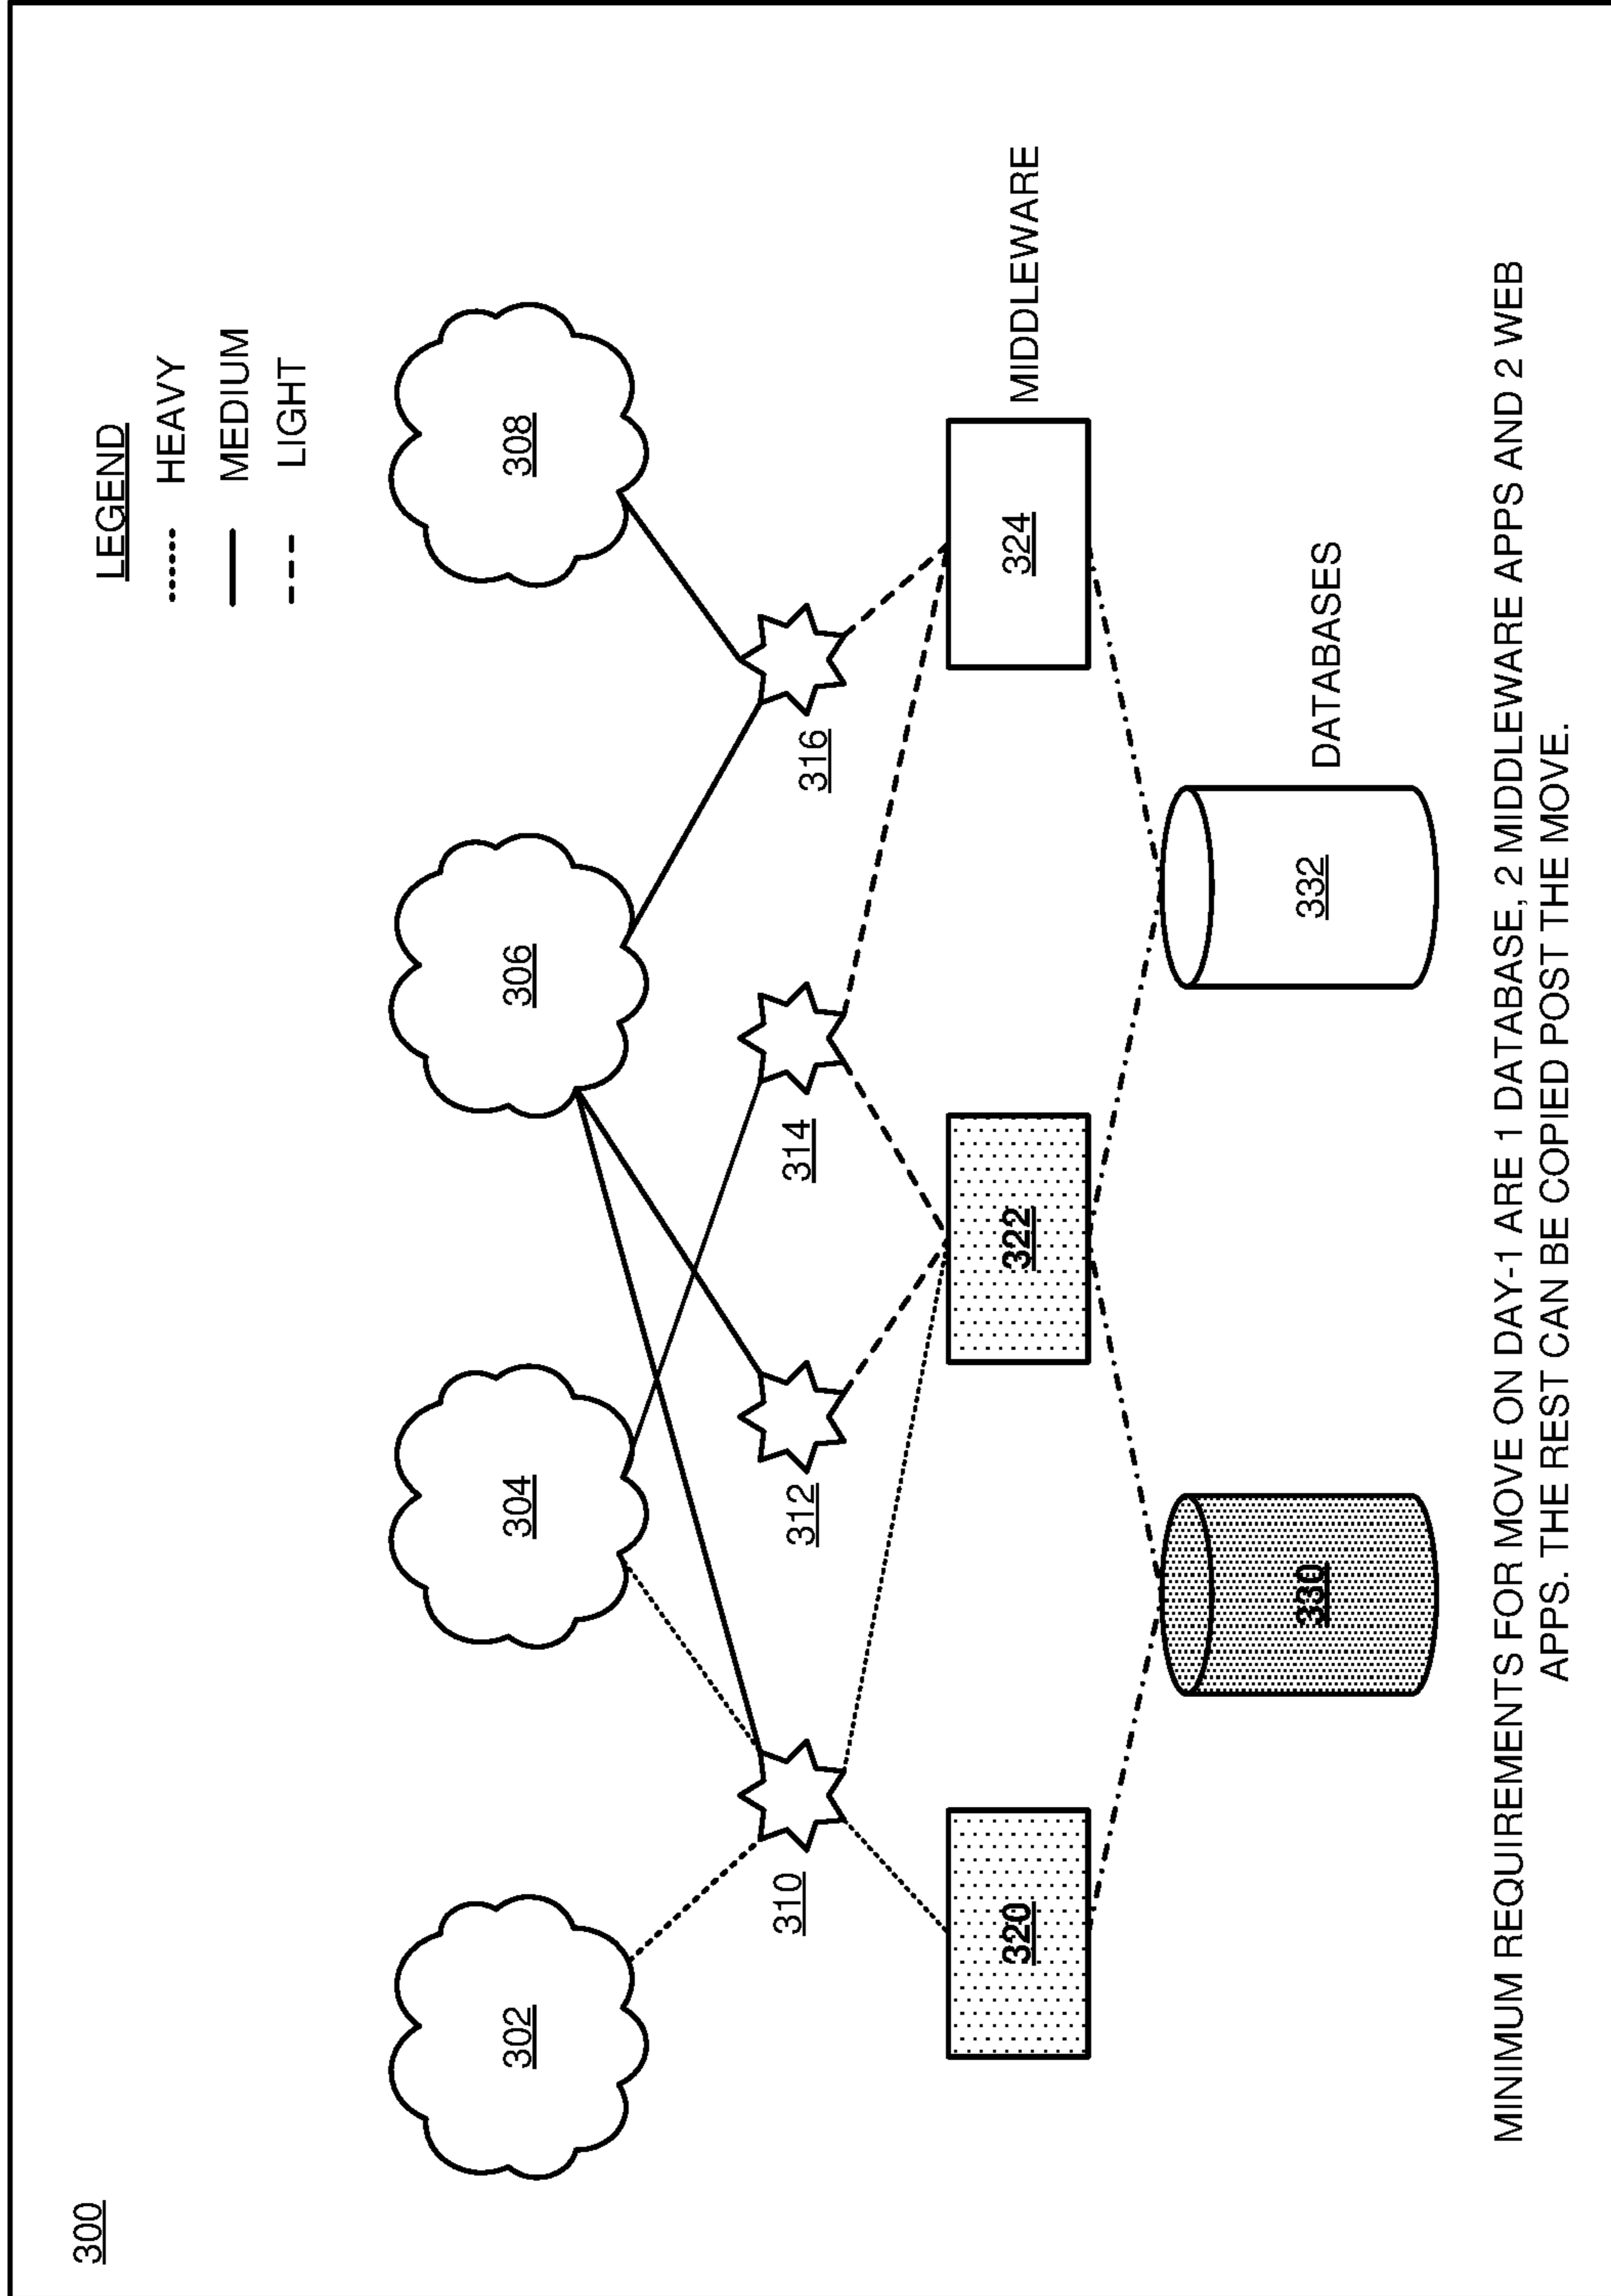 300
LEGEND
HEAVY
MEDIUM
LIGHT
302
304
306
308
310
312
314
316
320
322
324
MIDDLEWARE
330
332
DATABASES
MINIMUM REQUIREMENTS FOR MOVE ON DAY-1 ARE 1 DATABASE, 2 MIDDLEWARE APPS AND 2 WEB
APPS. THE REST CAN BE COPIED POST THE MOVE.